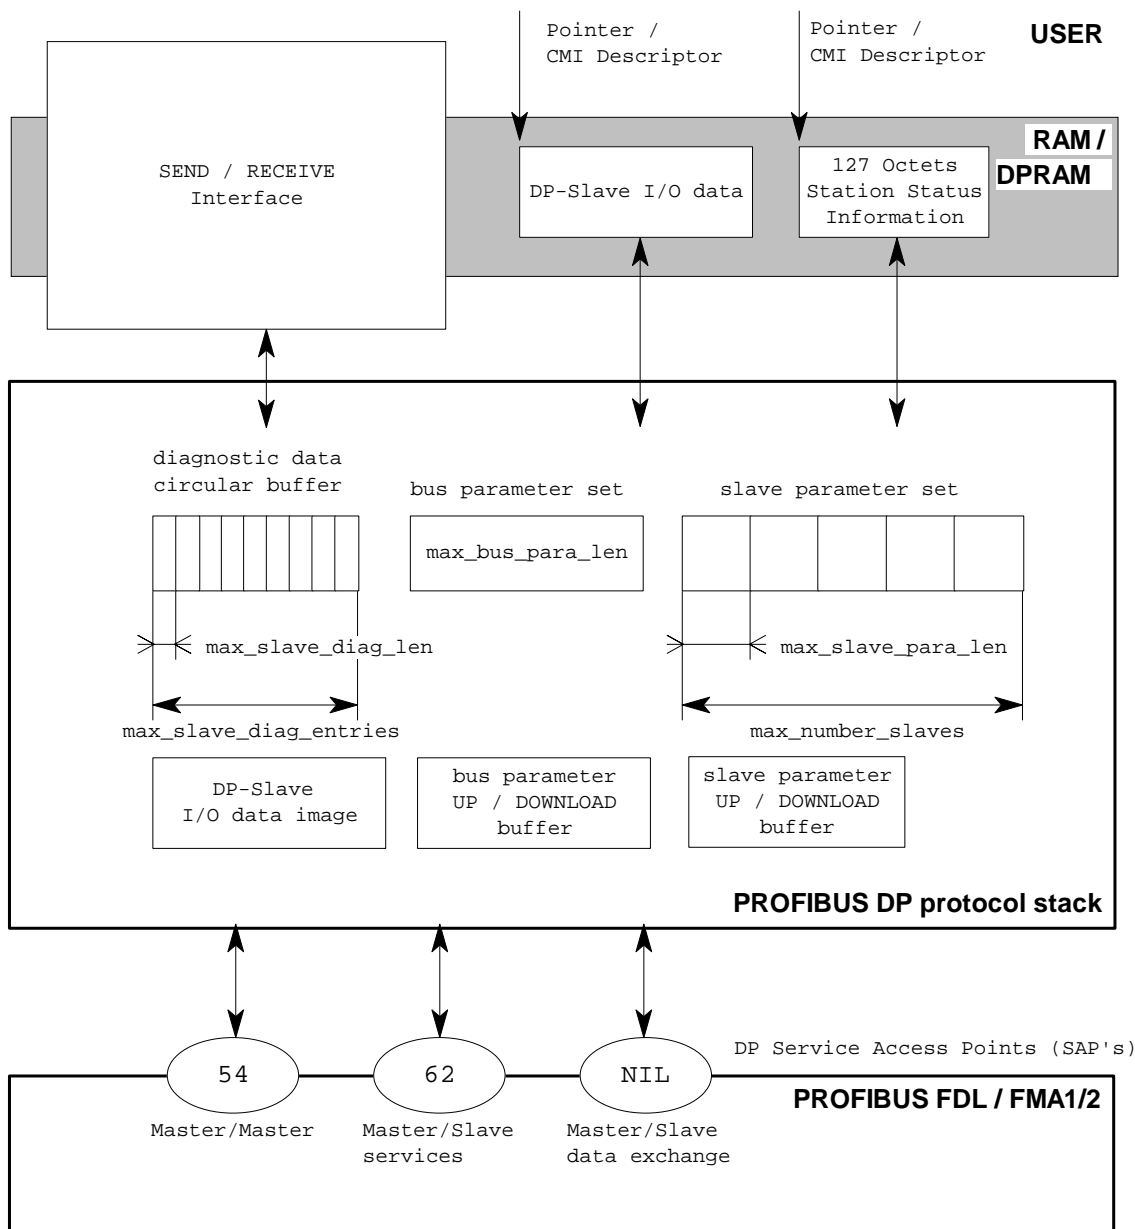 Pointer /
CMI Descriptor
Pointer /
CMI Descriptor
USER
RAM /
DPRAM
SEND / RECEIVE
Interface
DP-Slave I/O data
127 Octets
Station Status
Information
diagnostic data
circular buffer
bus parameter set
slave parameter set
max_bus_para_len
max_slave_diag_len
max_slave_para_len
max_slave_diag_entries
max_number_slaves
DP-Slave
I/O data image
bus parameter
UP / DOWNLOAD
buffer
slave parameter
UP / DOWNLOAD
buffer
PROFIBUS DP protocol stack
54
62
NIL
DP Service Access Points (SAP's)
PROFIBUS FDL / FMA1/2
Master/Master
Master/Slave
services
Master/Slave
data exchange